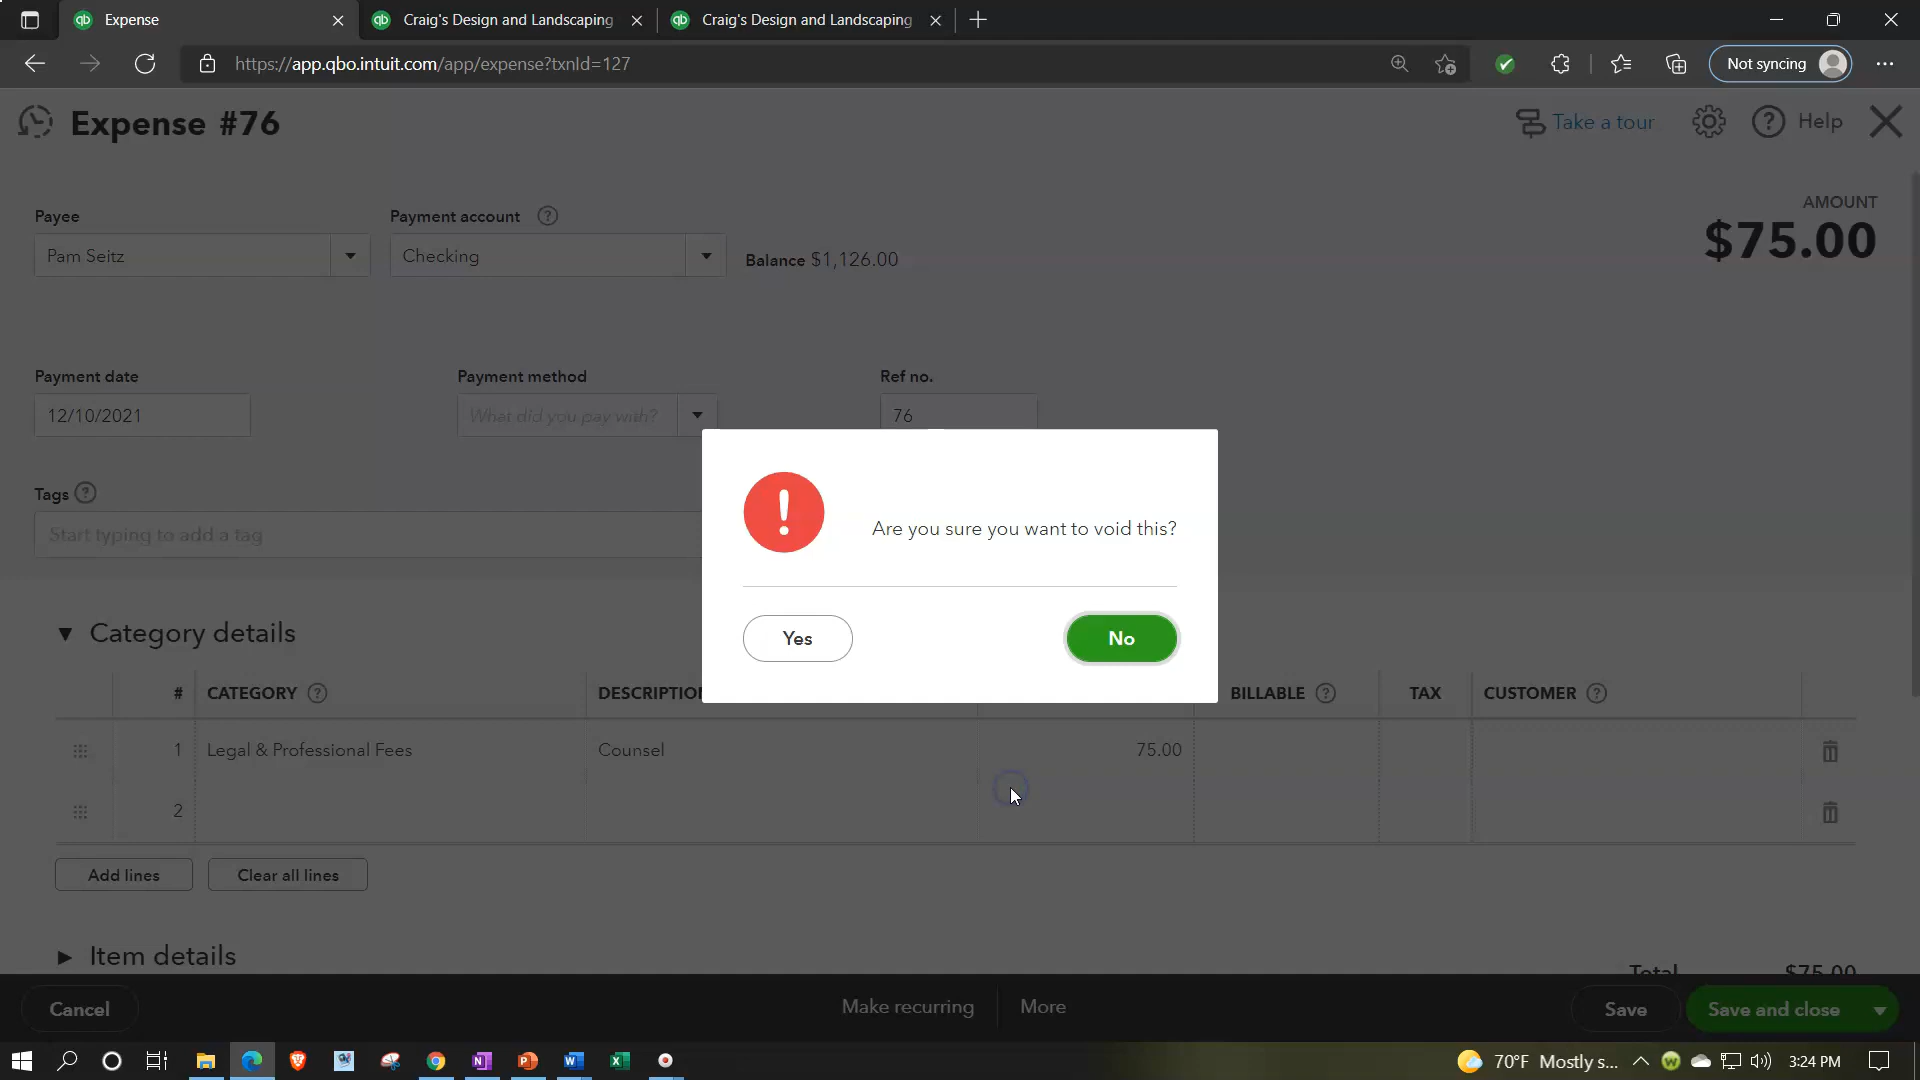 Expense
Craig's Design and Landscaping
Craig's Design and Landscaping
https://app.qbo.intuit.com/app/expense?txnId=127
Not syncing
Expense #76
Take a tour
Help
Payee
Payment account
AMOUNT
$75.00
Pam Seitz
Checking
Balance $1,126.00
Payment date
Payment method
Ref no.
12/10/2021
What did you pay with?
76
Tags
Start typing to add a tag
Are you sure you want to void this?
Yes
No
Category details
# CATEGORY DESCRIPTION BILLABLE TAX CUSTOMER
1 Legal & Professional Fees Counsel 75.00
2
Add lines
Clear all lines
Item details
Total $75.00
Cancel
Make recurring
More
Save
Save and close
70°F Mostly s...
3:24 PM